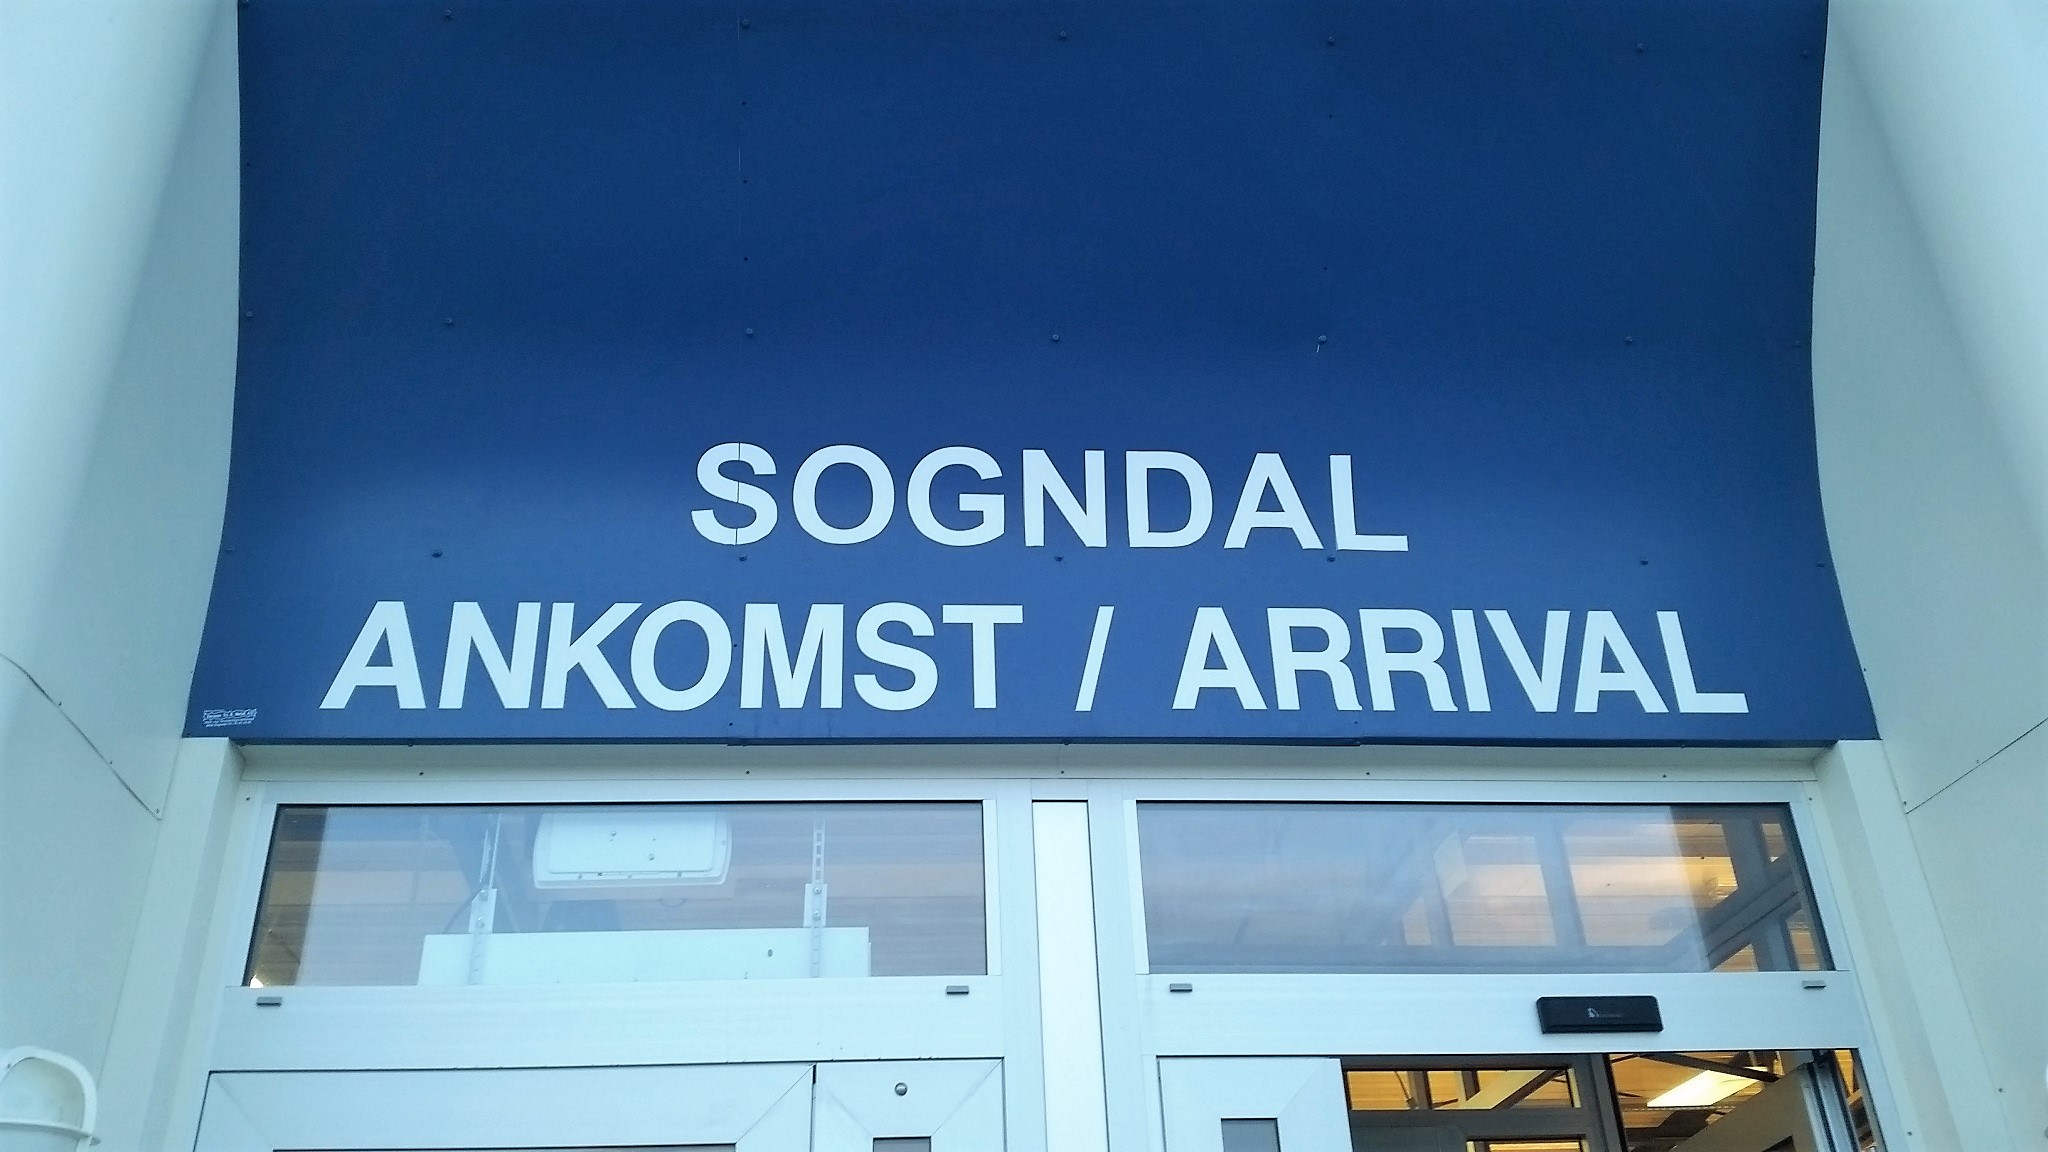 SOGNDAL
ANKOMST / ARRIVAL